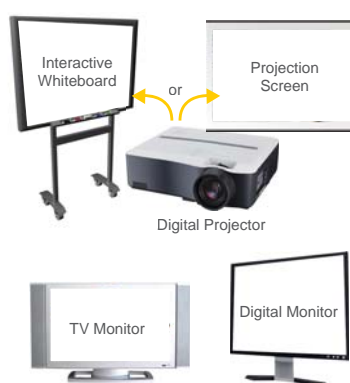 Interactive
Whiteboard
or
Projection
Screen
Digital Projector
TV Monitor
Digital Monitor